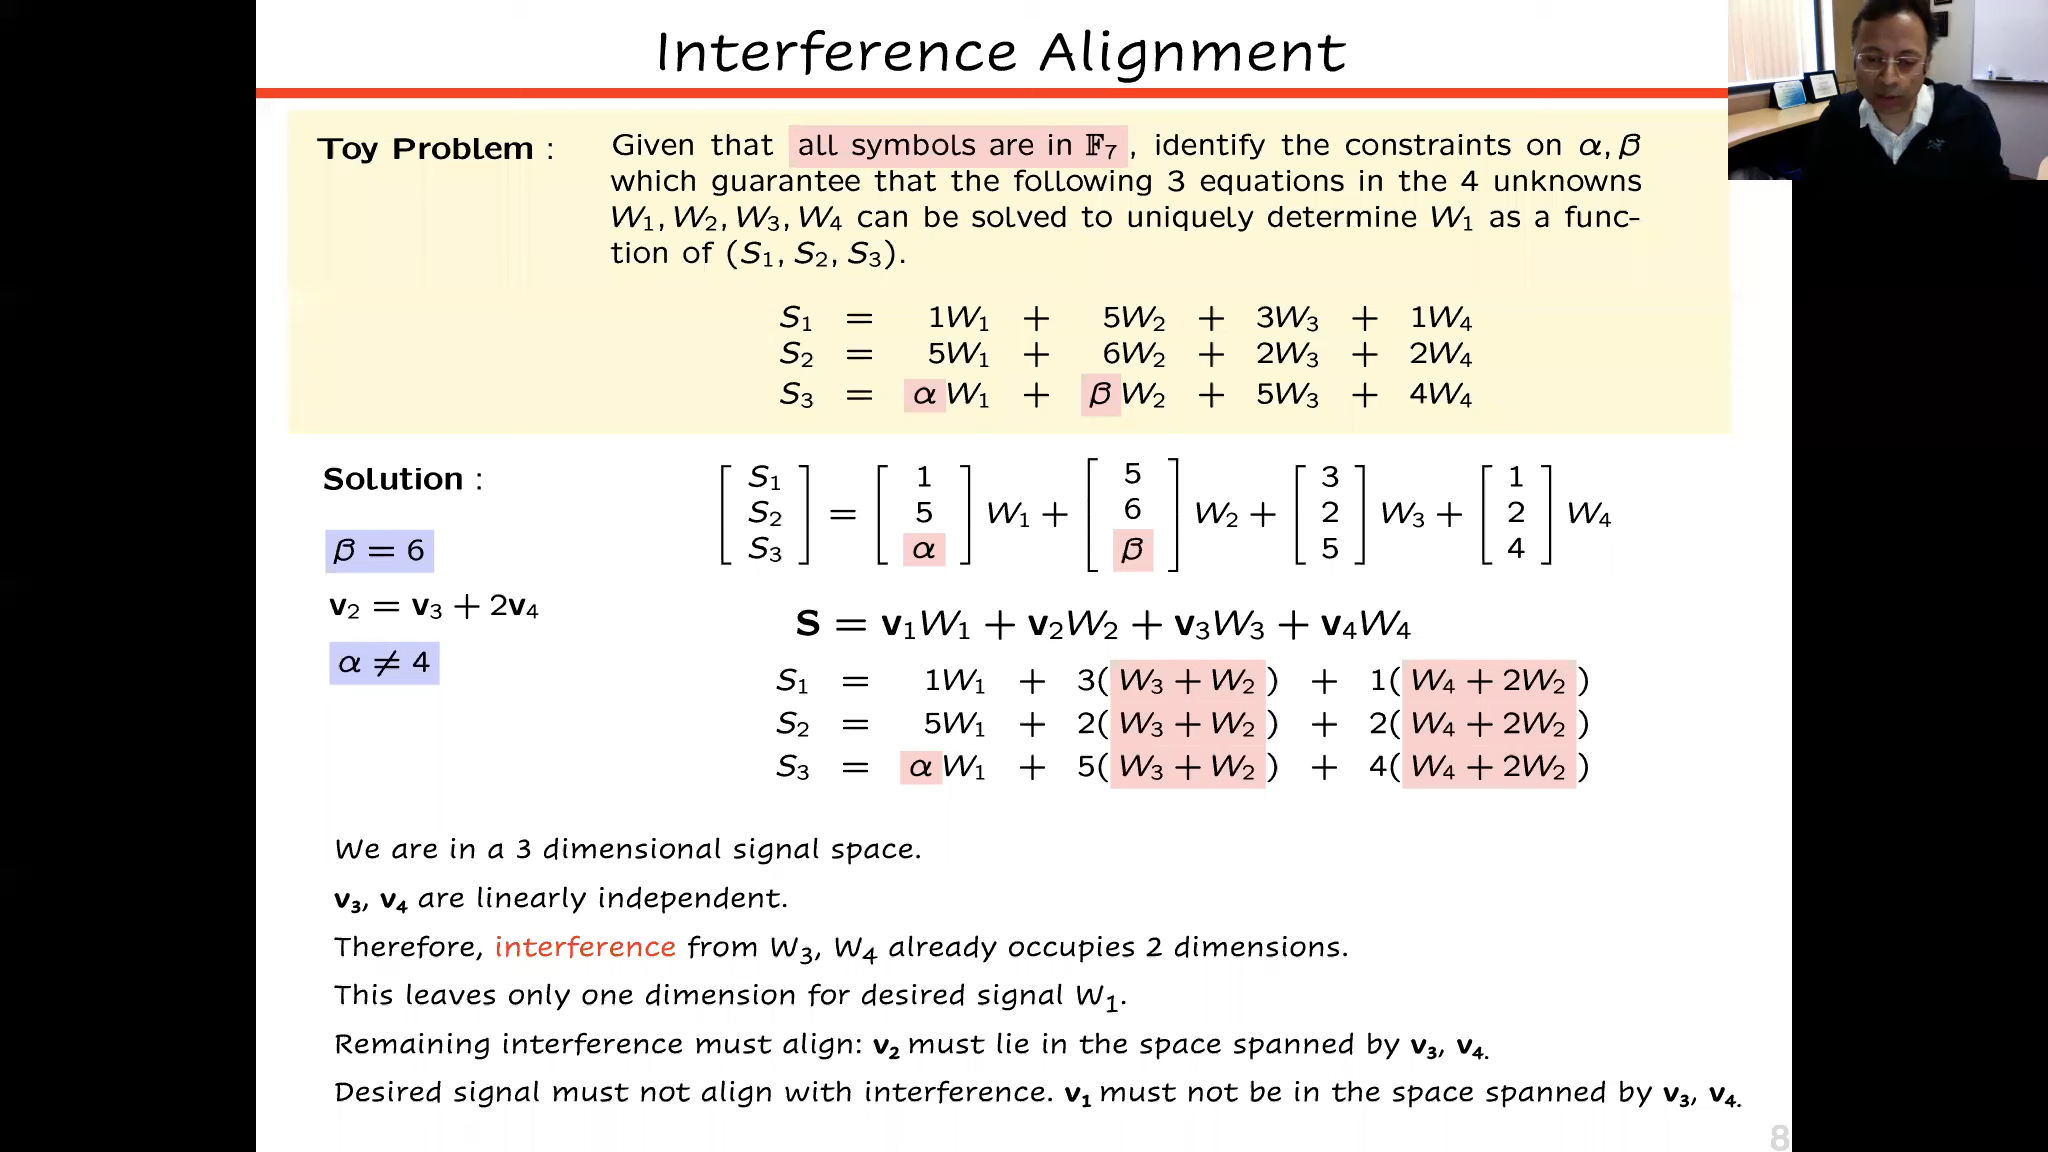 Interference Alignment
Toy Problem : Given that all symbols are in 𝔽₇, identify the constraints on α, β
which guarantee that the following 3 equations in the 4 unknowns
W₁, W₂, W₃, W₄ can be solved to uniquely determine W₁ as a func-
tion of (S₁, S₂, S₃).
S₁ = 1W₁ + 5W₂ + 3W₃ + 1W₄
S₂ = 5W₁ + 6W₂ + 2W₃ + 2W₄
S₃ = αW₁ + βW₂ + 5W₃ + 4W₄
Solution :
[S₁ S₂ S₃] = [1 5 α] W₁ + [5 6 β] W₂ + [3 2 5] W₃ + [1 2 4] W₄
β = 6
v₂ = v₃ + 2v₄
α ≠ 4
S = v₁W₁ + v₂W₂ + v₃W₃ + v₄W₄
S₁ = 1W₁ + 3(W₃ + W₂) + 1(W₄ + 2W₂)
S₂ = 5W₁ + 2(W₃ + W₂) + 2(W₄ + 2W₂)
S₃ = αW₁ + 5(W₃ + W₂) + 4(W₄ + 2W₂)
We are in a 3 dimensional signal space.
v₃, v₄ are linearly independent.
Therefore, interference from W₃, W₄ already occupies 2 dimensions.
This leaves only one dimension for desired signal W₁.
Remaining interference must align: v₂ must lie in the space spanned by v₃, v₄.
Desired signal must not align with interference. v₁ must not be in the space spanned by v₃, v₄.
8